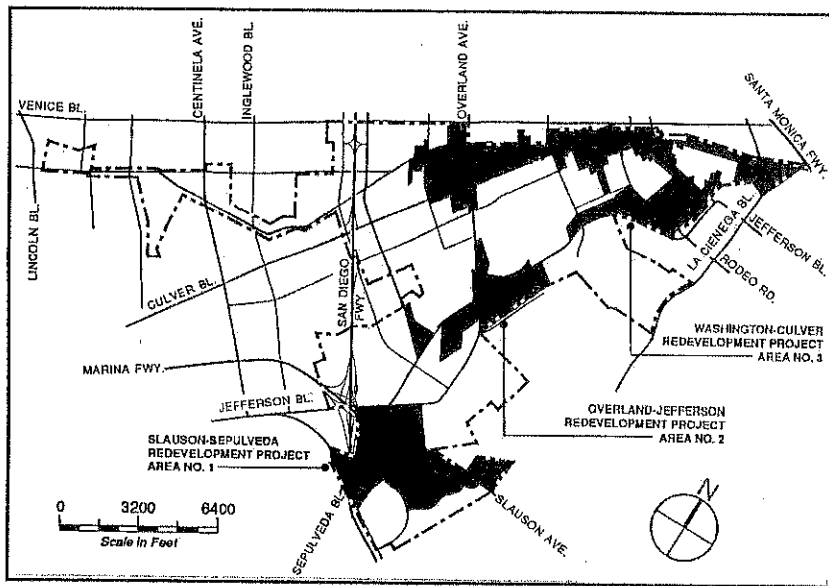 CENTINELA AVE.
INGLEWOOD BL.
OVERLAND AVE.
SANTA MONICA FWY.
VENICE BL.
LINCOLN BL.
CULVER BL.
SAN DIEGO
FWY.
LA CIENEGA BL.
JEFFERSON BL.
RODEO RD.
WASHINGTON-CULVER
REDEVELOPMENT PROJECT
AREA NO. 3
MARINA FWY.
JEFFERSON BL.
OVERLAND-JEFFERSON
REDEVELOPMENT PROJECT
AREA NO. 2
SLAUSON-SEPULVEDA
REDEVELOPMENT PROJECT
AREA NO. 1
0 3200 6400
Scale in Feet
SEPULVEDA BL.
SLAUSON AVE.
N